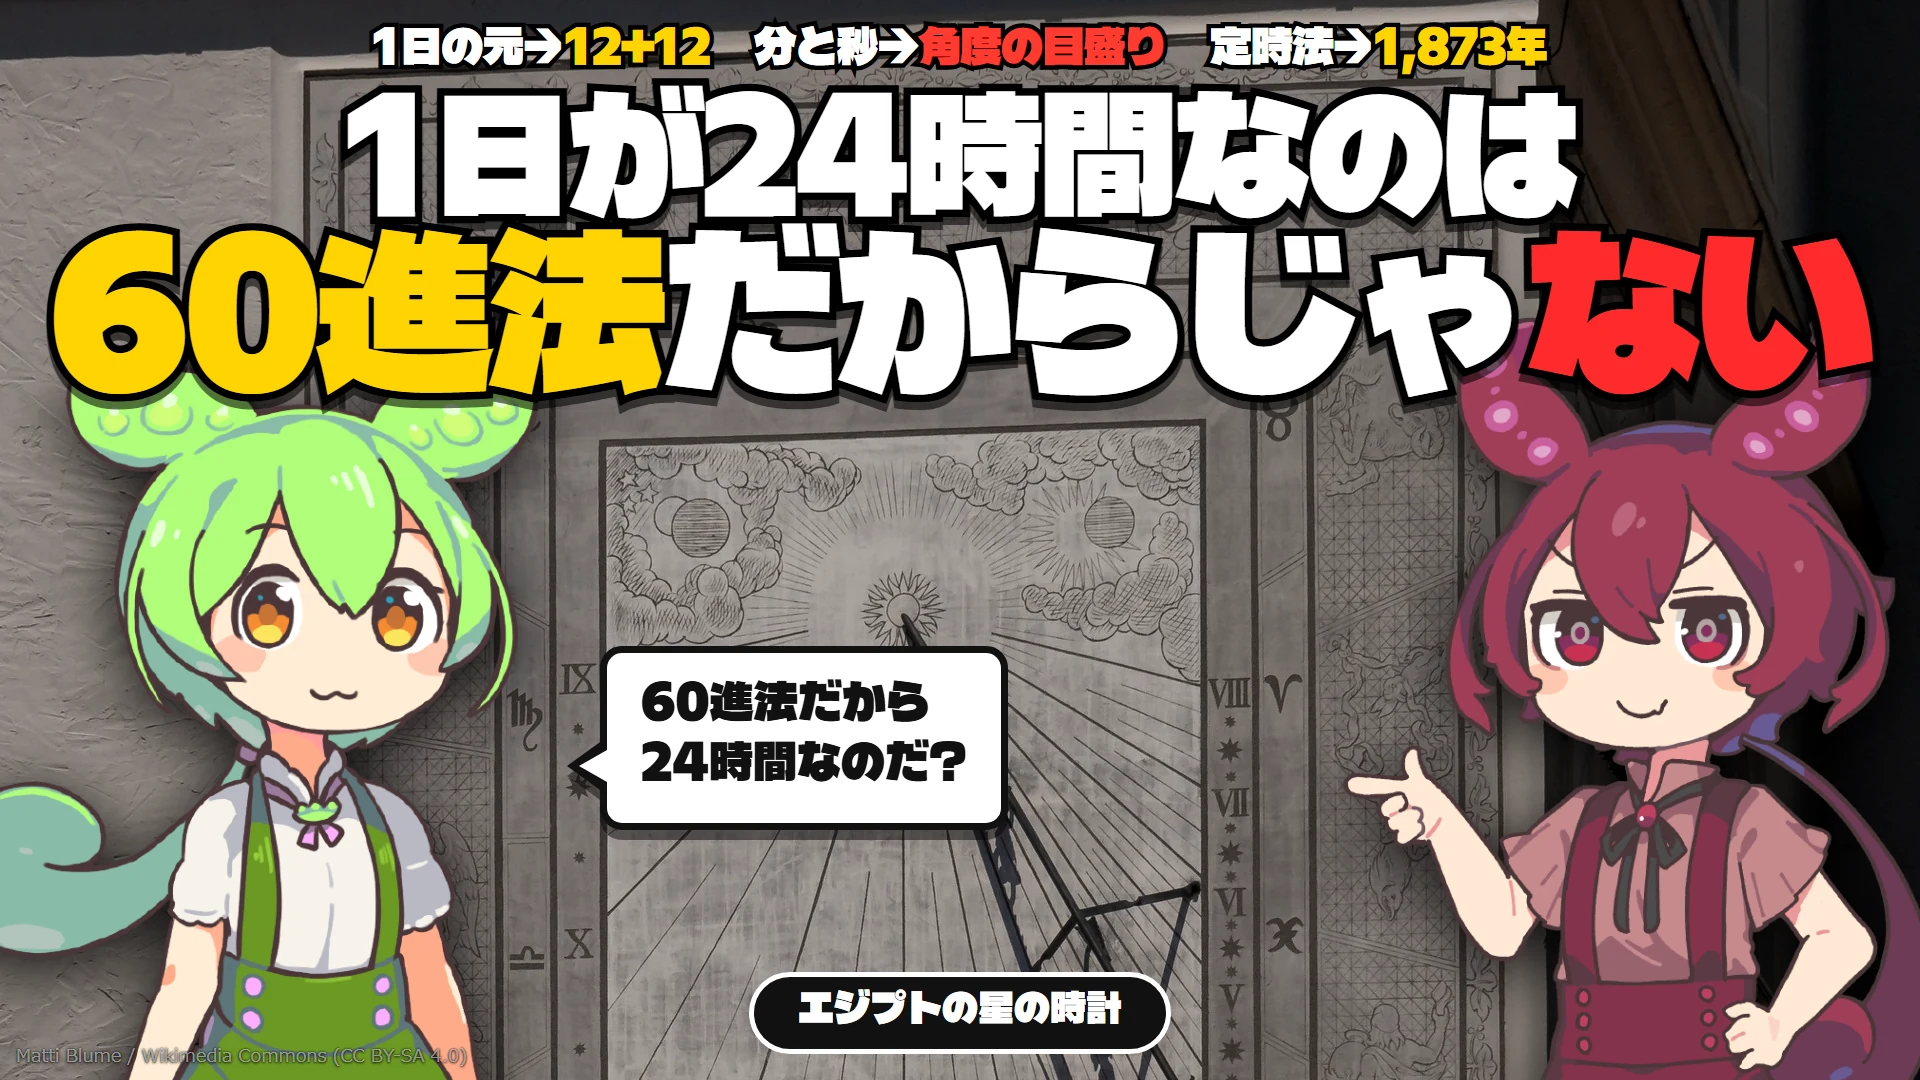 1日の元→12+12 分と秒→角度の目盛り 定時法→1,873年
1日が24時間なのは
60進法だからじゃない
60進法だから
24時間なのだ?
エジプトの星の時計
IX
X
VIII
VII
VI
V
Matti Blume / Wikimedia Commons (CC BY-SA 4.0)